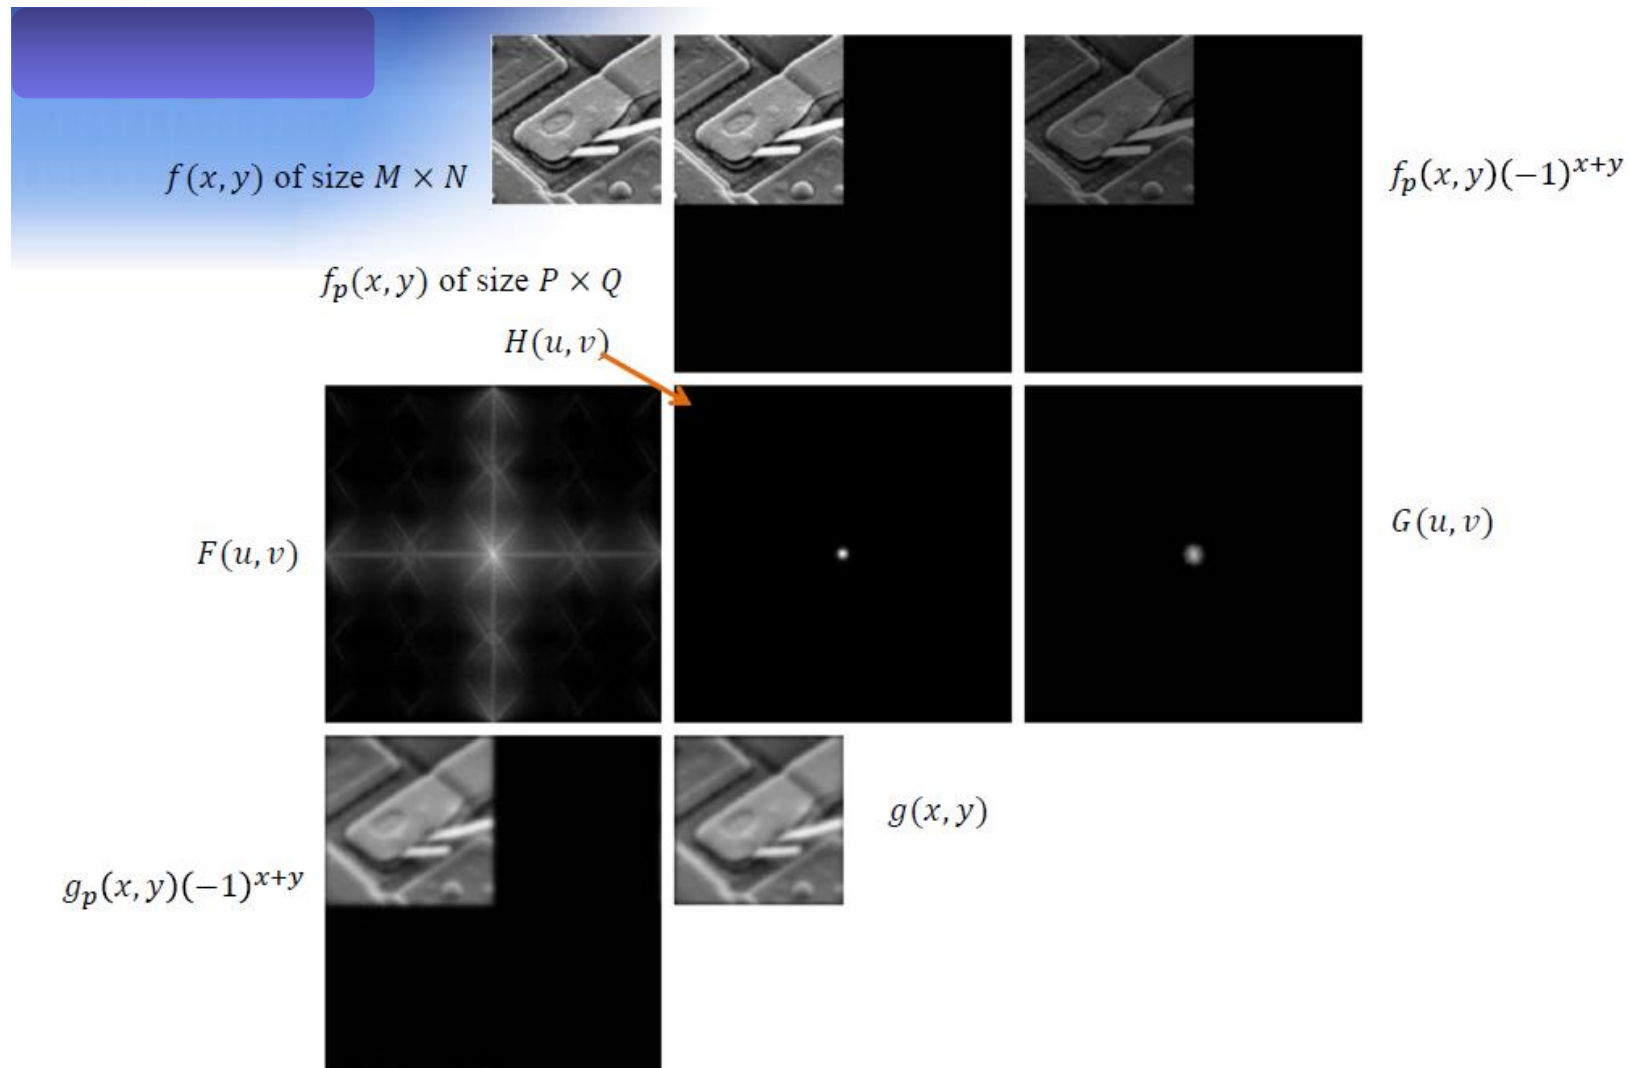 f(x, y) of size M × N
f_p(x, y)(−1)^{x+y}
f_p(x, y) of size P × Q
H(u, v)
F(u, v)
G(u, v)
g(x, y)
g_p(x, y)(−1)^{x+y}